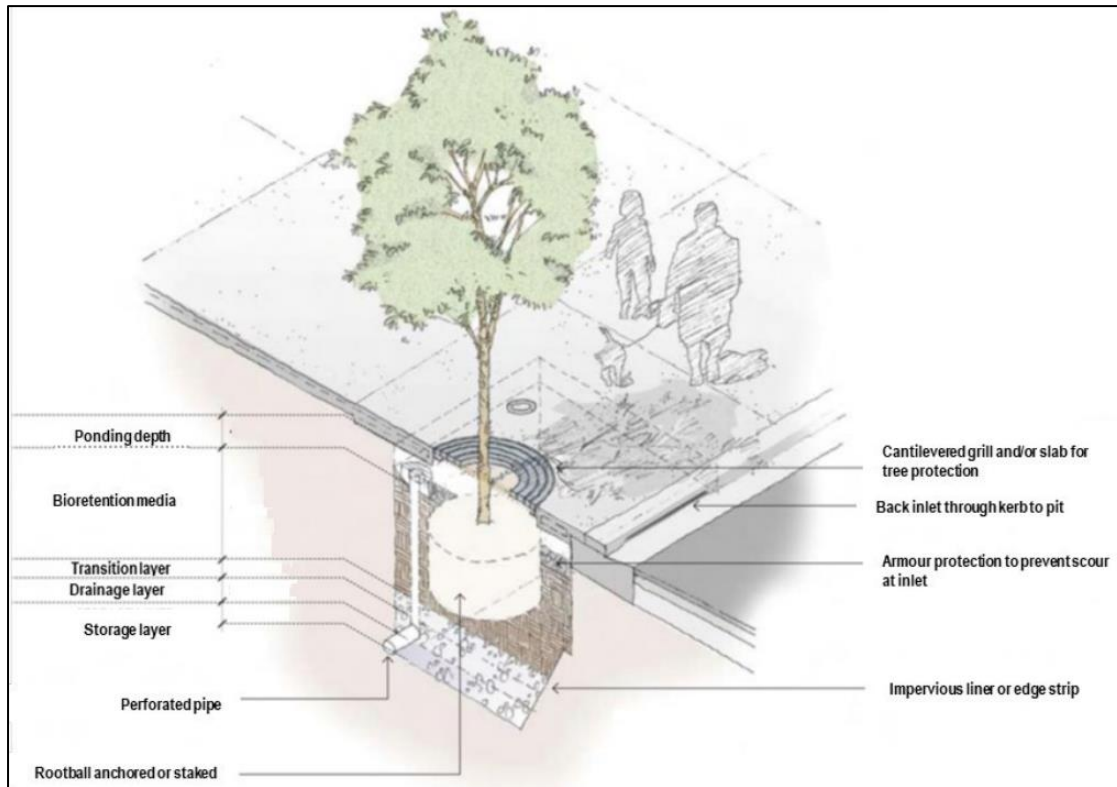 Ponding depth
Bioretention media
Transition layer
Drainage layer
Storage layer
Perforated pipe
Rootball anchored or staked
Cantilevered grill and/or slab for
tree protection
Back inlet through kerb to pit
Armour protection to prevent scour
at inlet
Impervious liner or edge strip